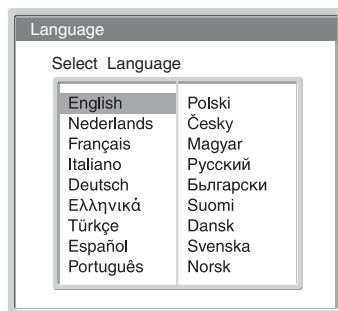 Language
Select Language
English
Nederlands
Français
Italiano
Deutsch
Ελληνικά
Türkçe
Español
Português
Polski
Česky
Magyar
Русский
Бьлгарски
Suomi
Dansk
Svenska
Norsk